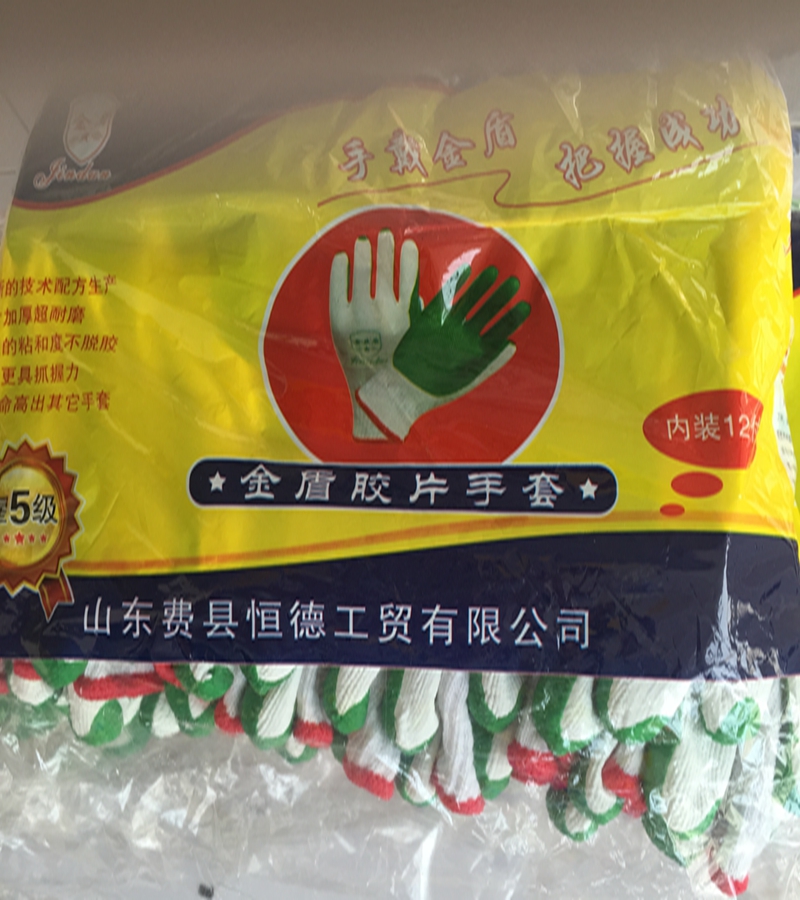 Jindun
手戴金盾 把握成功
的技术配方生产
加厚超耐磨
的粘和度不脱胶
更具抓握力
命高出其它手套
内装12
★金盾胶片手套★
5级
山东费县恒德工贸有限公司